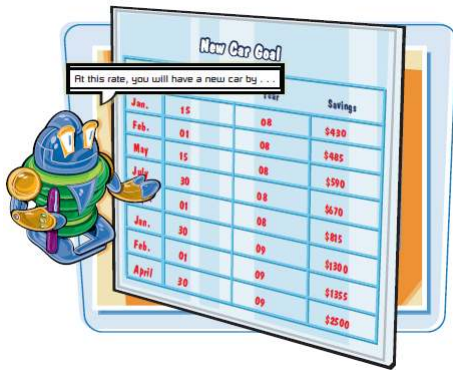 New Car Goal
At this rate, you will have a new car by . . .
Year Savings
Jan. 15 08 $430
Feb. 01 08 $485
May 15 08 $590
July 30 08 $670
01 08 $815
Jan. 30 09 $1300
Feb. 01 09 $1355
April 30 09 $2500